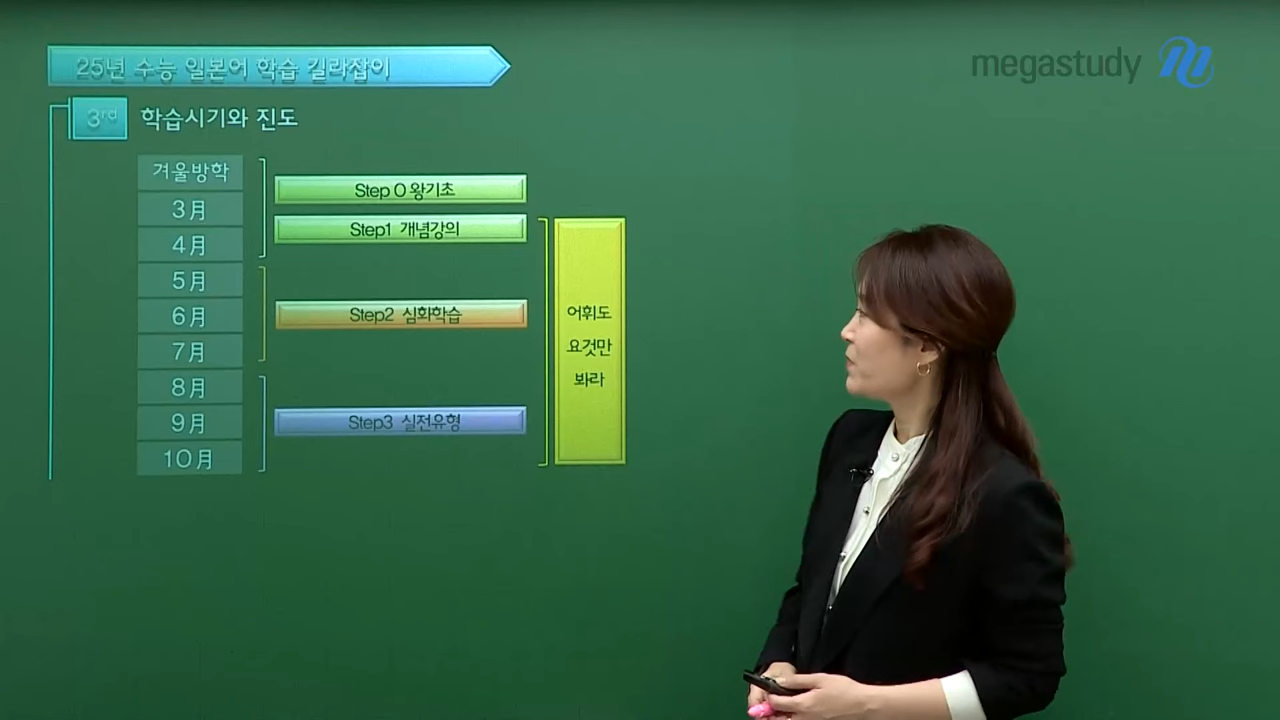 25년 수능 일본어 학습 길라잡이
megastudy
3rd 학습시기와 진도
겨울방학
3月
4月
5月
6月
7月
8月
9月
10月
Step 0 왕기초
Step1 개념강의
Step2 심화학습
Step3 실전유형
어휘도
요것만
봐라